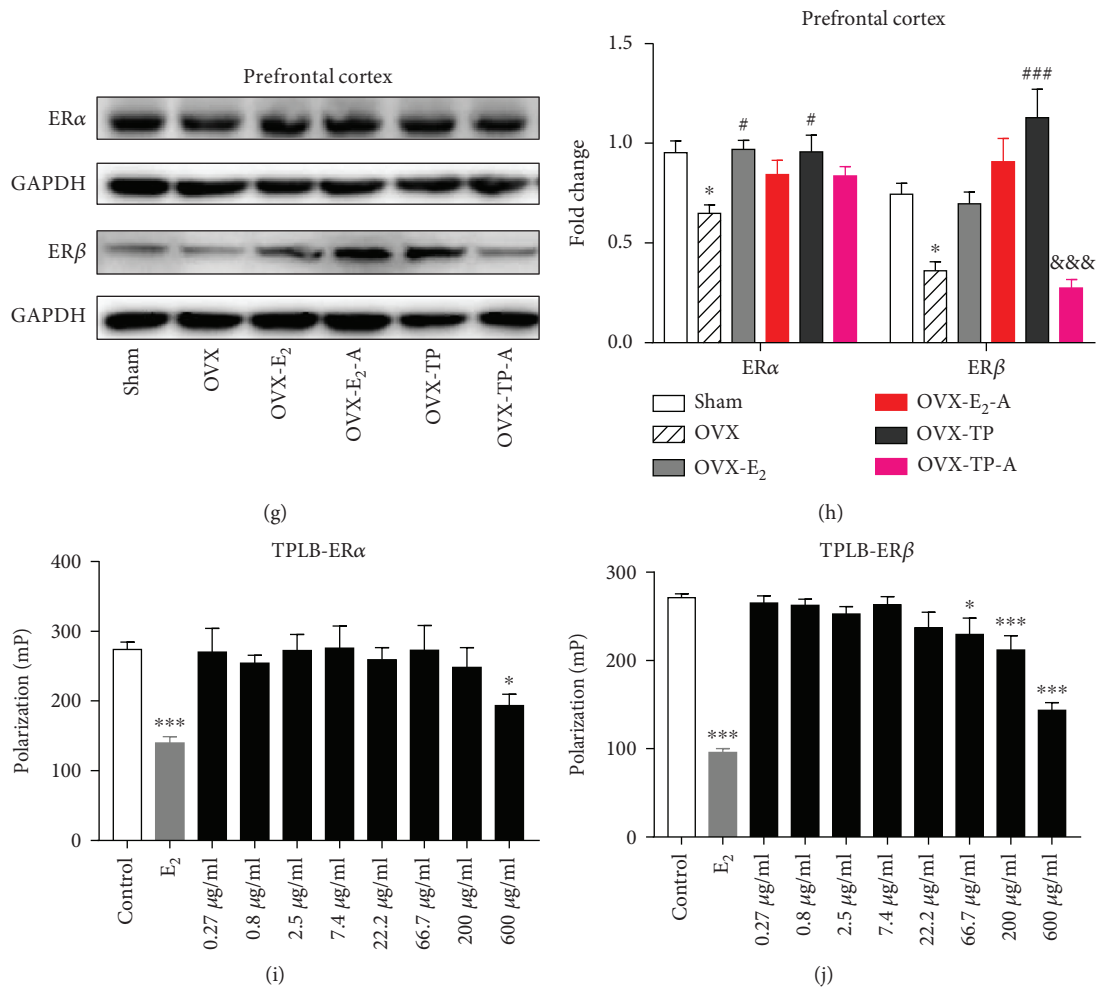 Prefrontal cortex
ERα
GAPDH
ERβ
GAPDH
Sham
OVX
OVX-E₂
OVX-E₂-A
OVX-TP
OVX-TP-A
(g)
Prefrontal cortex
Fold change
1.5
1.0
0.5
0.0
*
#
#
*
###
&&&
ERα
ERβ
Sham
OVX
OVX-E₂
OVX-E₂-A
OVX-TP
OVX-TP-A
(h)
TPLB-ERα
Polarization (mP)
400
300
200
100
0
***
*
Control
E₂
0.27 μg/ml
0.8 μg/ml
2.5 μg/ml
7.4 μg/ml
22.2 μg/ml
66.7 μg/ml
200 μg/ml
600 μg/ml
(i)
TPLB-ERβ
Polarization (mP)
300
200
100
0
***
*
***
***
Control
E₂
0.27 μg/ml
0.8 μg/ml
2.5 μg/ml
7.4 μg/ml
22.2 μg/ml
66.7 μg/ml
200 μg/ml
600 μg/ml
(j)